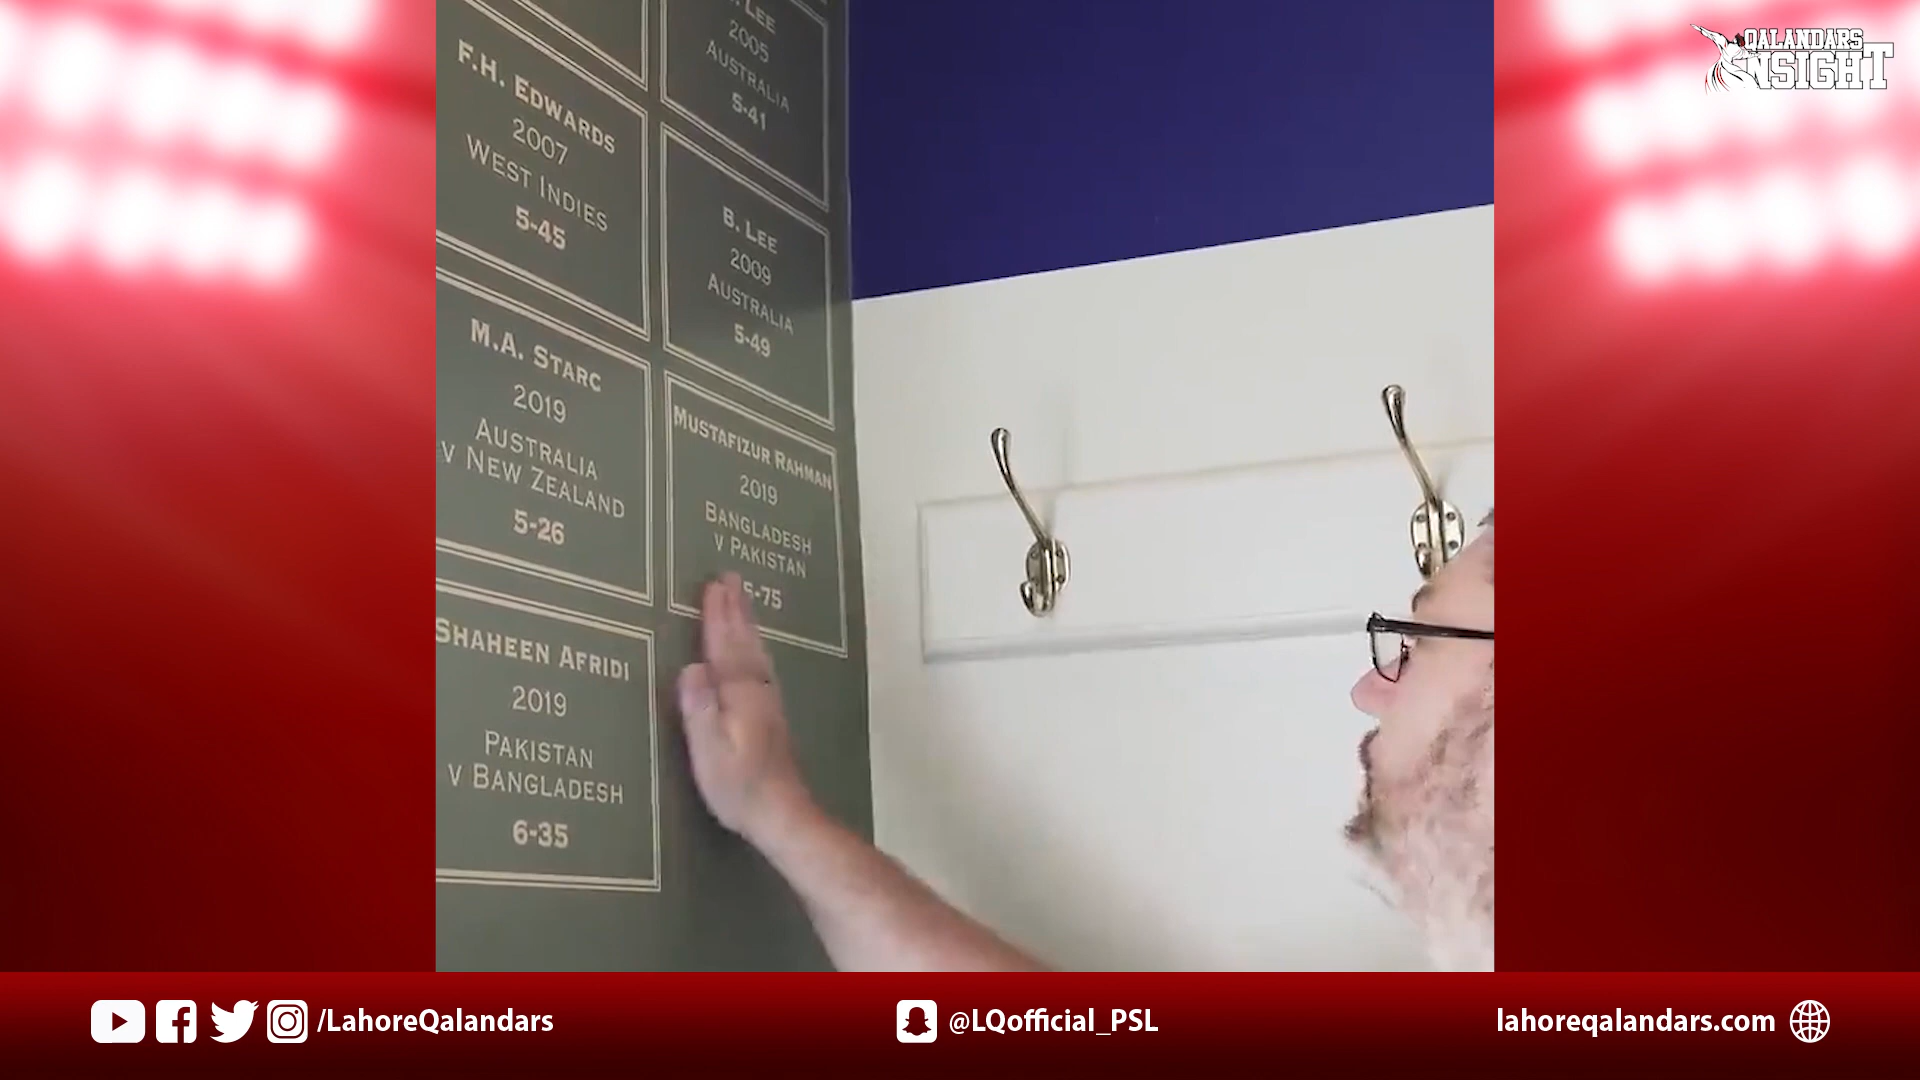 QALANDARS
INSIGHT
F.H. EDWARDS
2007
WEST INDIES
5-45
M.A. STARC
2019
AUSTRALIA
V NEW ZEALAND
5-26
SHAHEEN AFRIDI
2019
PAKISTAN
V BANGLADESH
6-35
LEE
2005
AUSTRALIA
5-41
B. LEE
2009
AUSTRALIA
5-49
MUSTAFIZUR RAHMAN
2019
BANGLADESH
V PAKISTAN
5-75
/LahoreQalandars
@LQofficial_PSL
lahoreqalandars.com